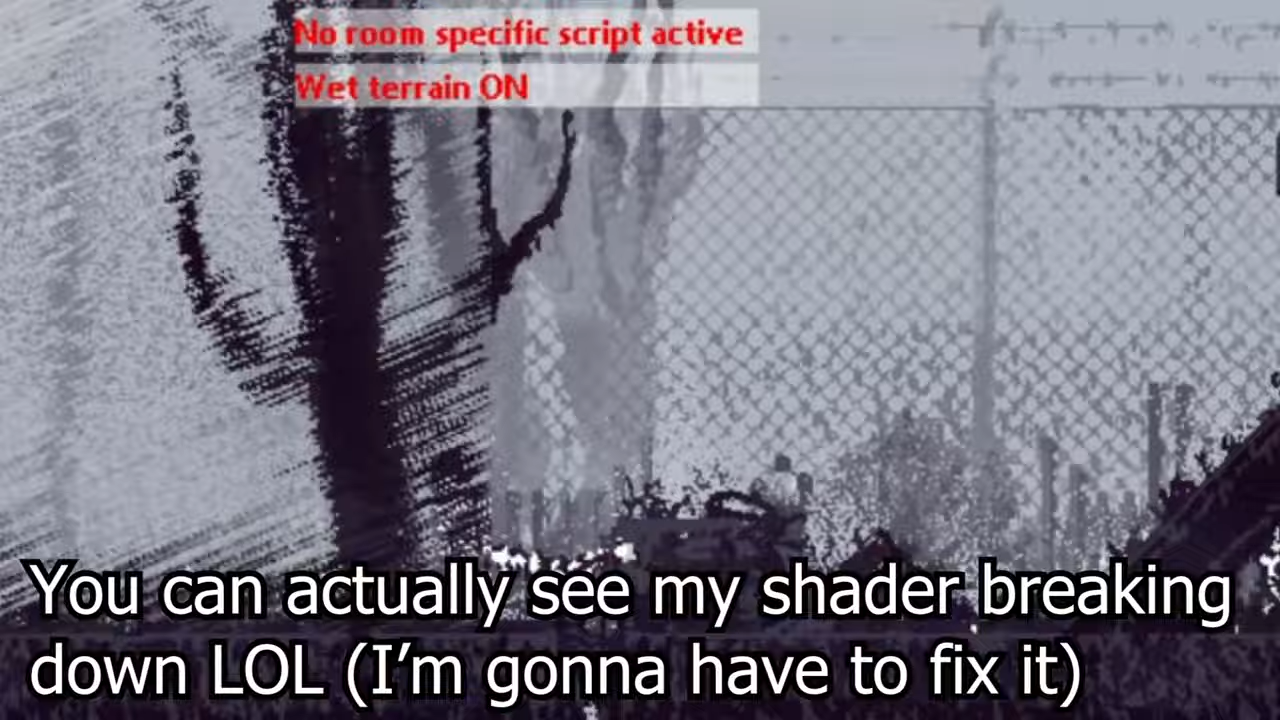 No room specific script active
Wet terrain ON
You can actually see my shader breaking
down LOL (I’m gonna have to fix it)